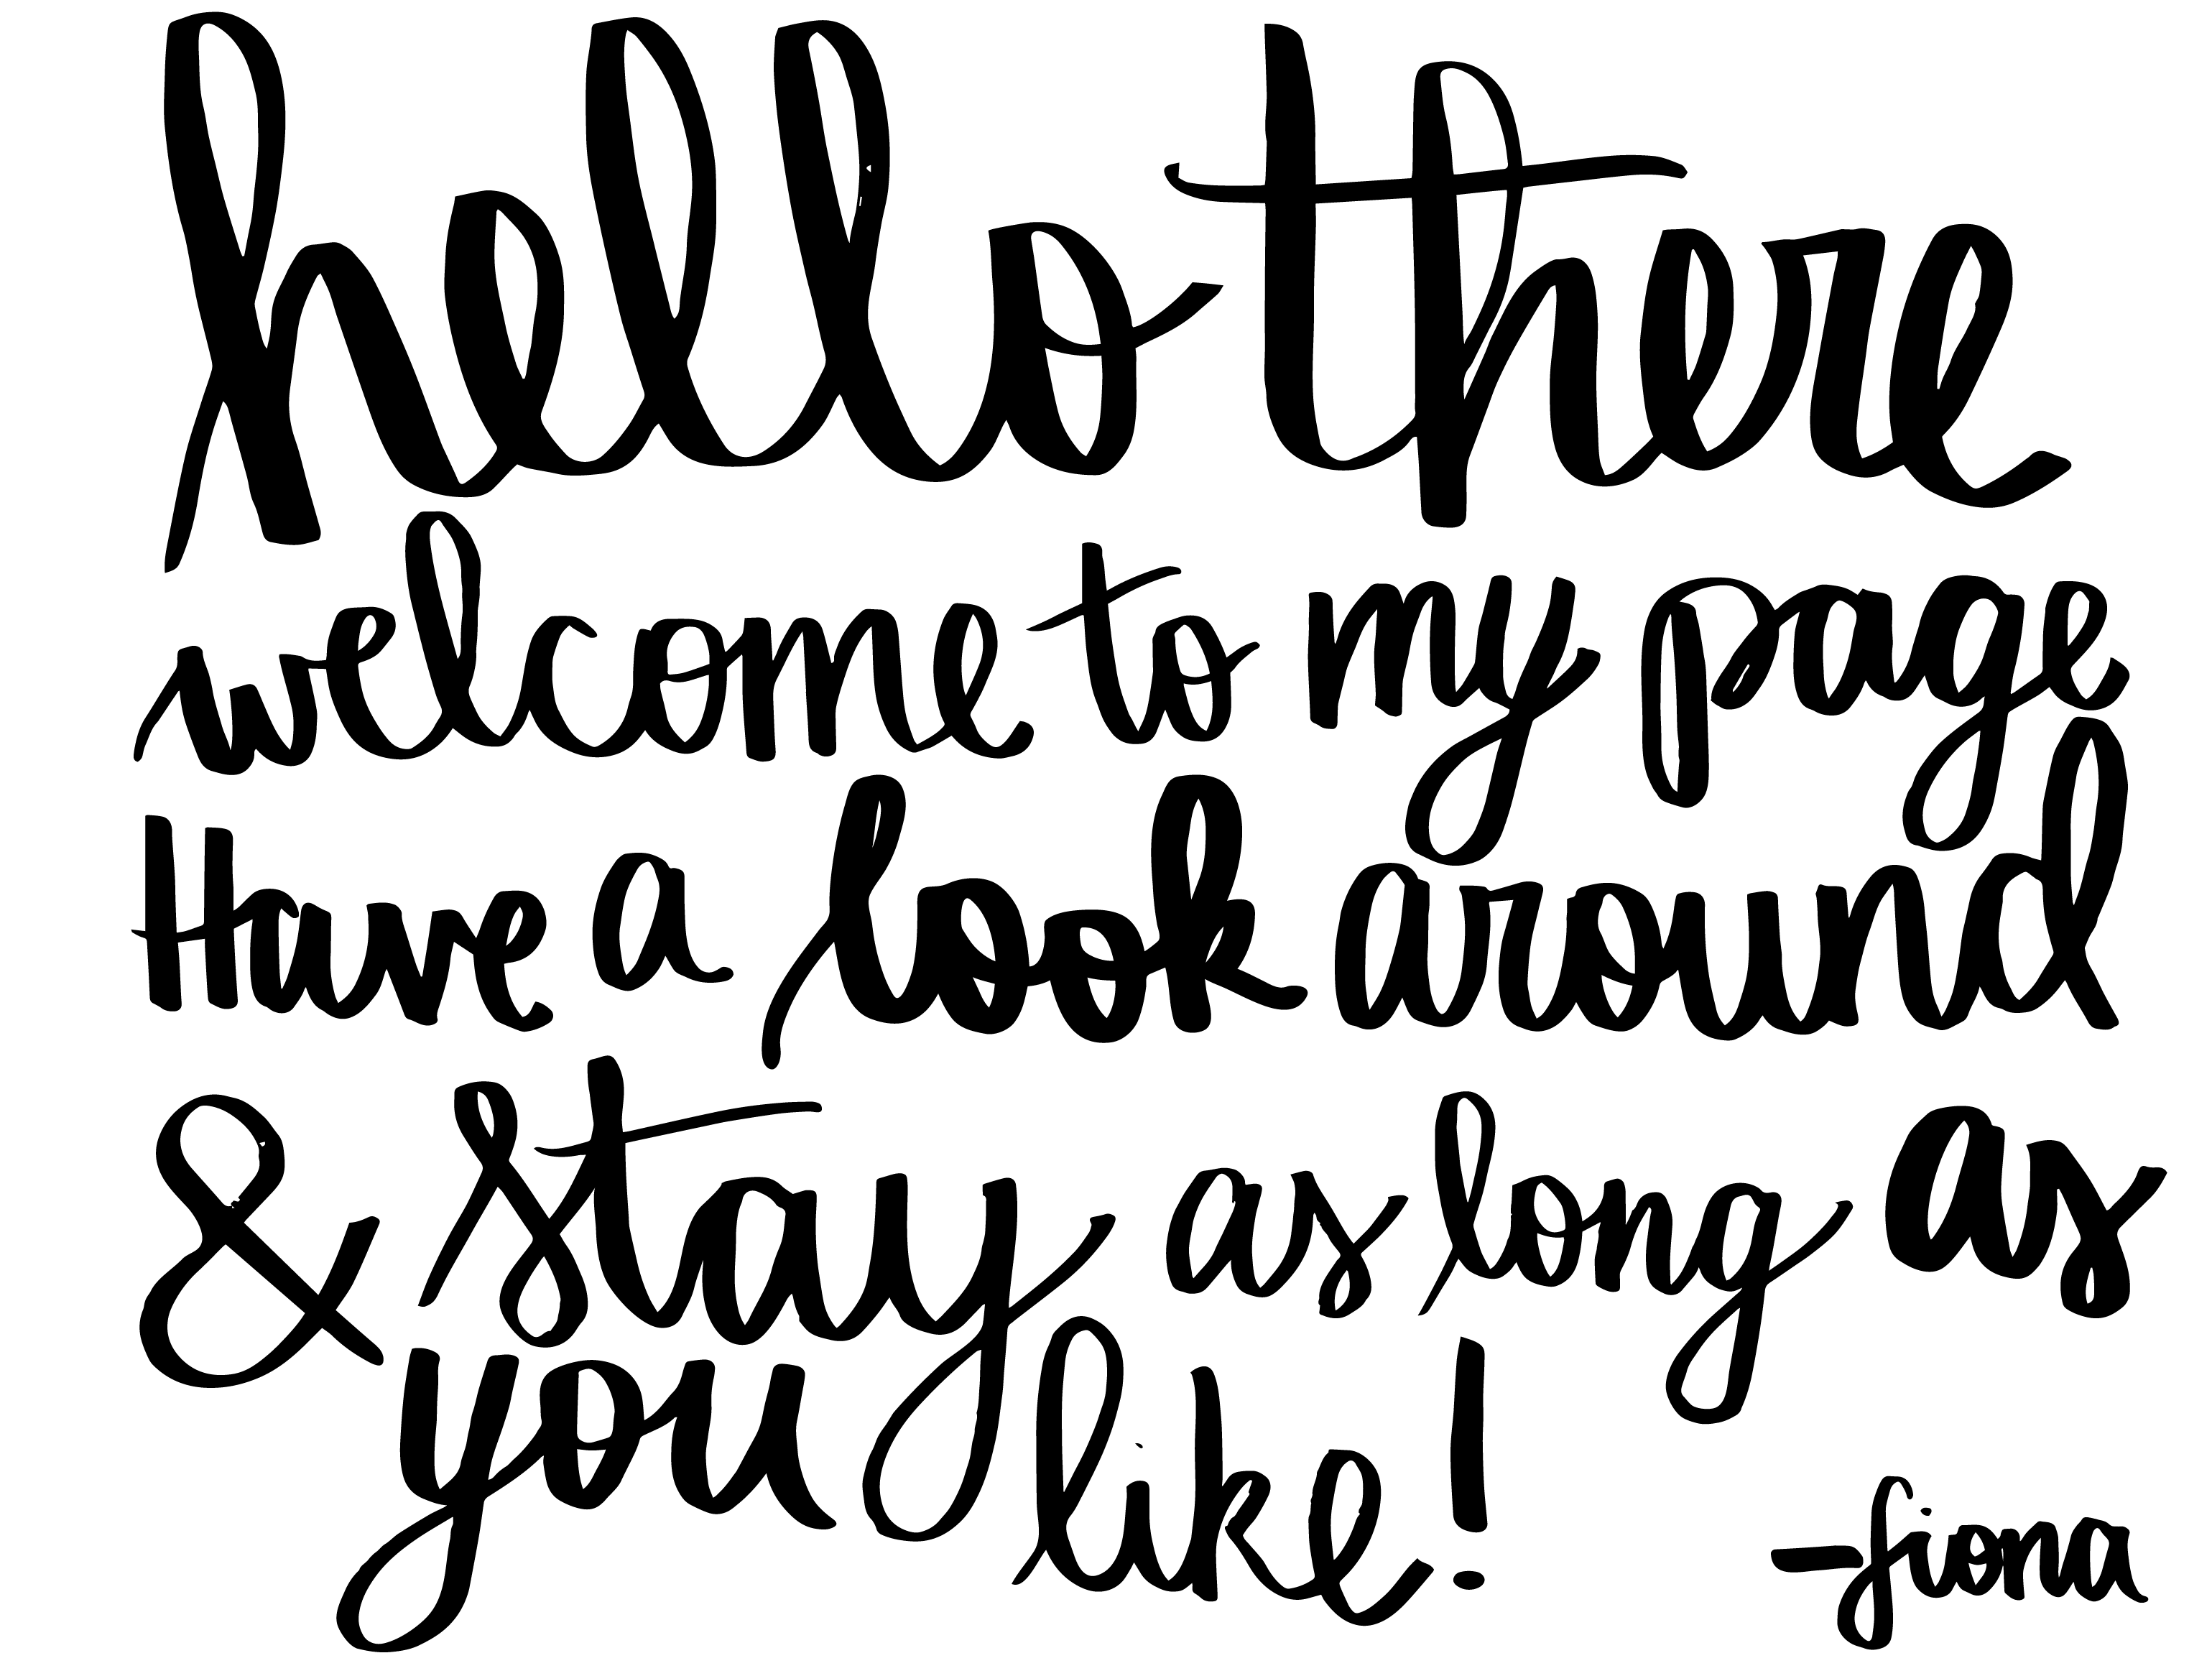 hello there
welcome to my page
Have a look around
& stay as long as
you like!
-fiona